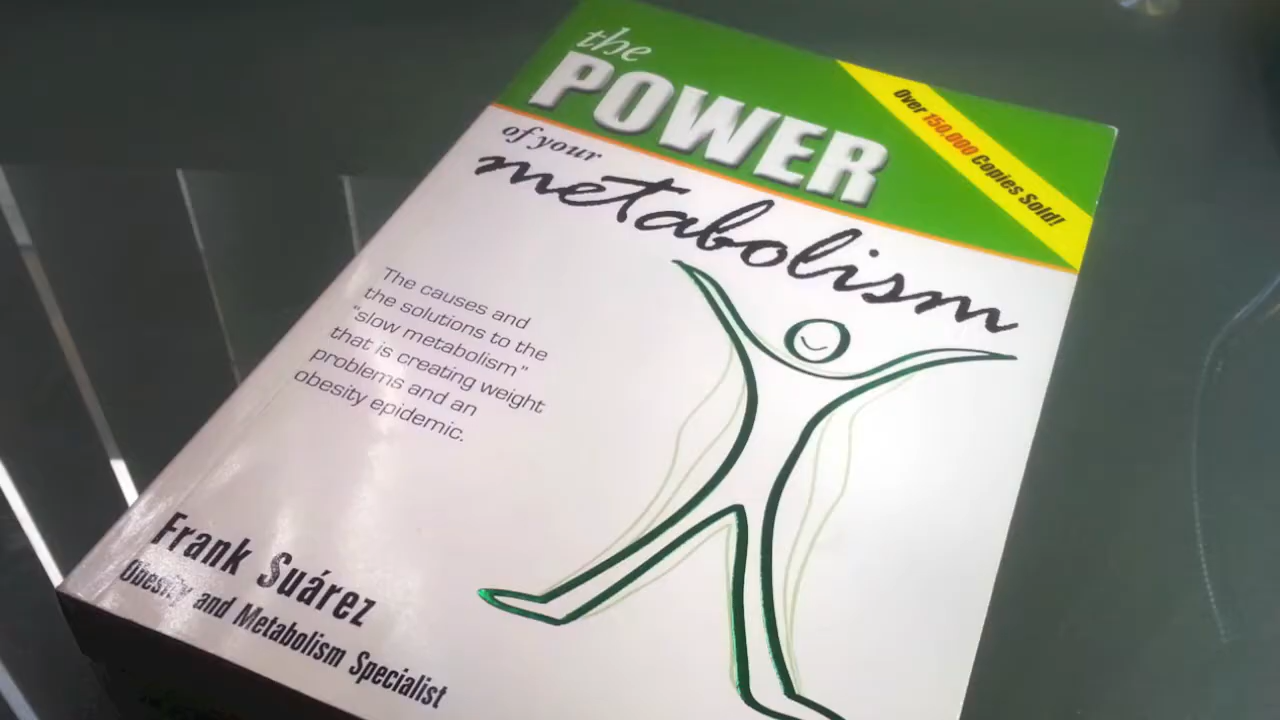 the
POWER
of your
metabolism
Over 150,000 Copies Sold!
The causes and
the solutions to the
"slow metabolism"
that is creating weight
problems and an
obesity epidemic.
Frank Suárez
Obesity and Metabolism Specialist